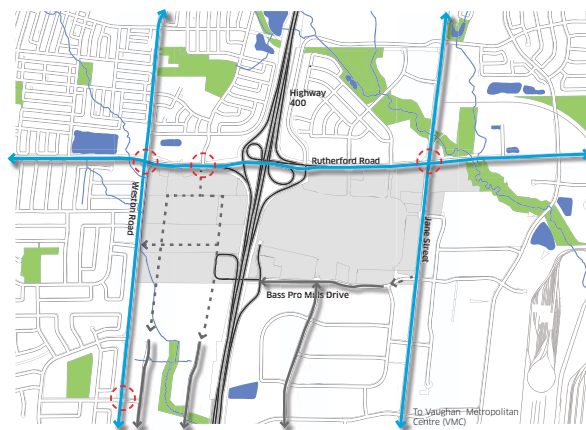 Highway
400
Rutherford Road
Weston Road
Jane Street
Bass Pro Mills Drive
To Vaughan Metropolitan
Centre (VMC)